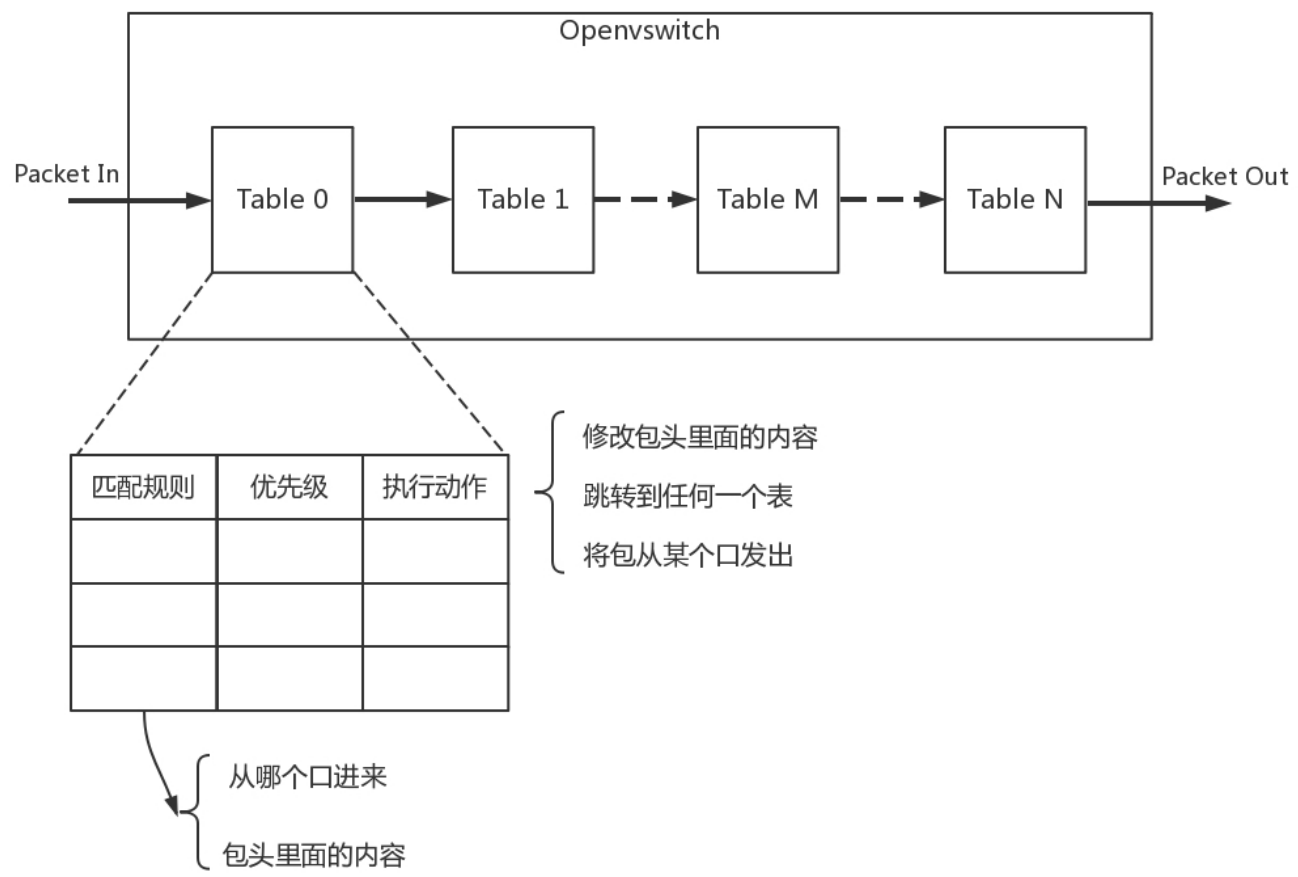 Openvswitch
Packet In
Table 0
Table 1
Table M
Table N
Packet Out
匹配规则
优先级
执行动作
修改包头里面的内容
跳转到任何一个表
将包从某个口发出
从哪个口进来
包头里面的内容